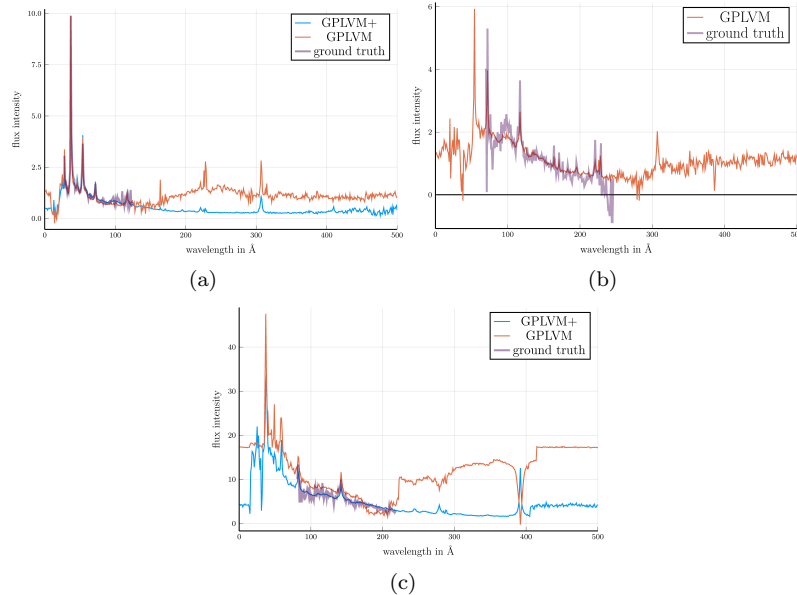 10.0
7.5
5.0
2.5
0.0
flux intensity
0 100 200 300 400 500
wavelength in Å
GPLVM+
GPLVM
ground truth
(a)
6
4
2
0
flux intensity
0 100 200 300 400 500
wavelength in Å
GPLVM
ground truth
(b)
40
30
20
10
0
flux intensity
0 100 200 300 400 500
wavelength in Å
GPLVM+
GPLVM
ground truth
(c)